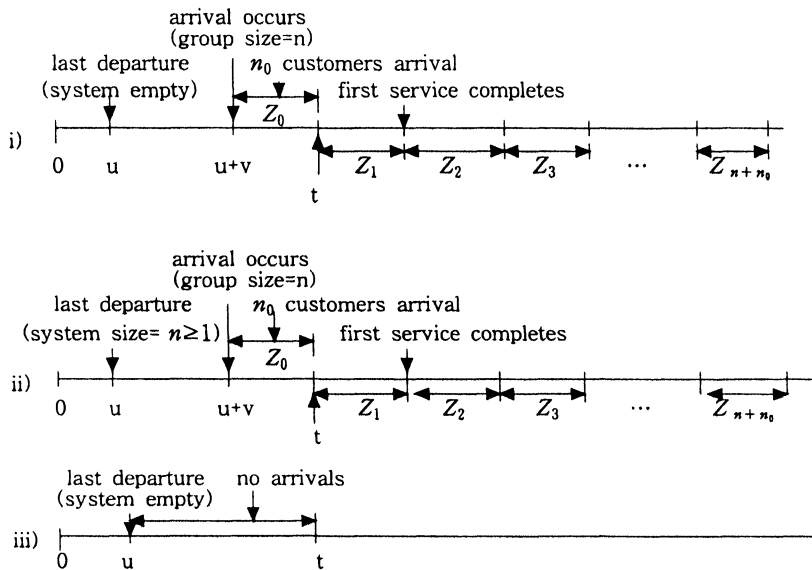 arrival occurs
(group size=n)
last departure
(system empty)
n₀ customers arrival
first service completes
Z₀
i)
0 u u+v t Z₁ Z₂ Z₃ ... Z n+n₀
arrival occurs
(group size=n)
last departure
(system size= n≥1)
n₀ customers arrival
first service completes
Z₀
ii)
0 u u+v t Z₁ Z₂ Z₃ ... Z n+n₀
last departure
(system empty)
no arrivals
iii)
0 u t